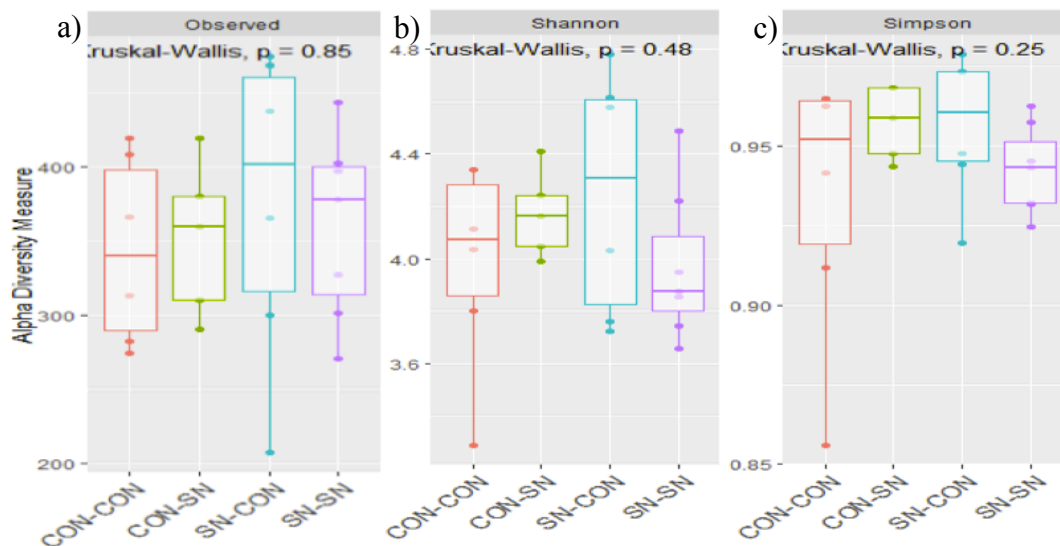 a) Observed
Kruskal-Wallis, p = 0.85
400
300
200
Alpha Diversity Measure
CON-CON
CON-SN
SN-CON
SN-SN
b) Shannon
Kruskal-Wallis, p = 0.48
4.8
4.4
4.0
3.6
CON-CON
CON-SN
SN-CON
SN-SN
c) Simpson
Kruskal-Wallis, p = 0.25
0.95
0.90
0.85
CON-CON
CON-SN
SN-CON
SN-SN